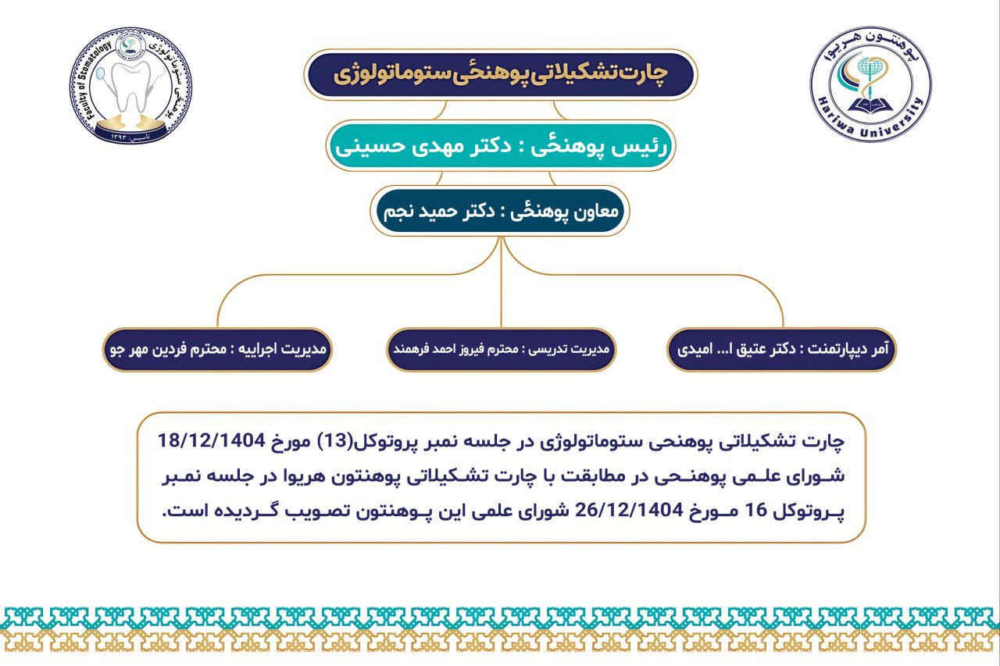 چارت تشکیلاتی پوهنځی ستوماتولوژی
پوهنتون هریوا
Hariwa University
Faculty of Stomatology
پوهنځی ستوماتولوژی
تأسیس: ۱۳۹۳
رئیس پوهنځی : دکتر مهدی حسینی
معاون پوهنځی : دکتر حمید نجم
آمر دیپارتمنت : دکتر عتیق ا... امیدی
مدیریت تدریسی : محترم فیروز احمد فرهمند
مدیریت اجراییه : محترم فردین مهر جو
چارت تشکیلاتی پوهنحی ستوماتولوژی در جلسه نمبر پروتوکل(13) مورخ 18/12/1404
شورای علمی پوهنحی در مطابقت با چارت تشکیلاتی پوهنتون هریوا در جلسه نمبر
پروتوکل 16 مورخ 26/12/1404 شورای علمی این پوهنتون تصویب گردیده است.